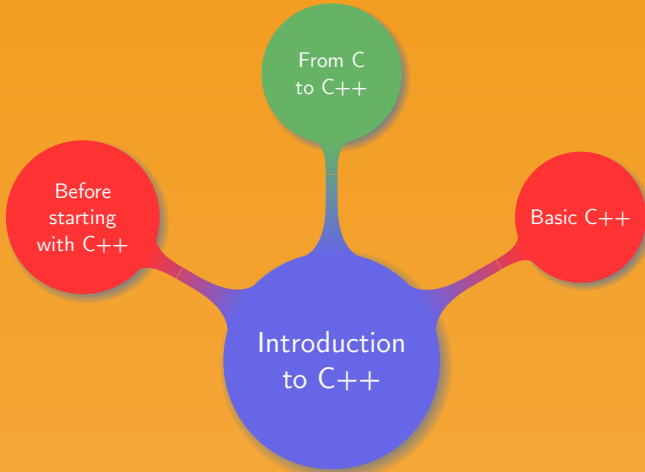 From C
to C++
Before
starting
with C++
Basic C++
Introduction
to C++